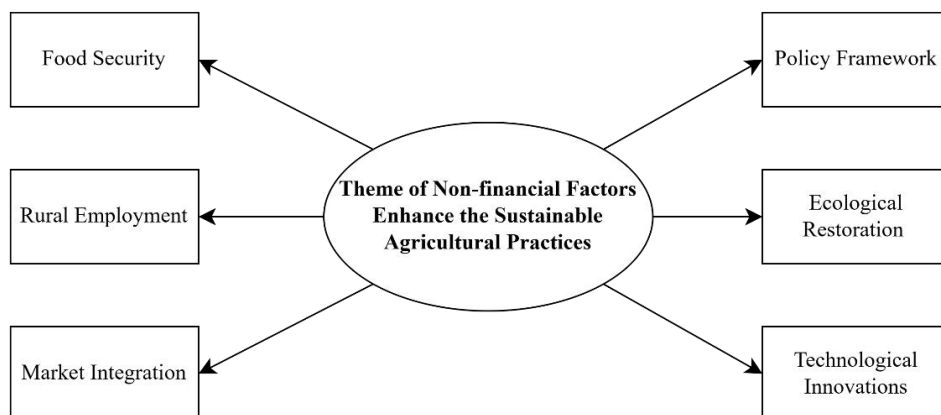 Food Security
Policy Framework
Theme of Non-financial Factors
Enhance the Sustainable
Agricultural Practices
Rural Employment
Ecological
Restoration
Market Integration
Technological
Innovations